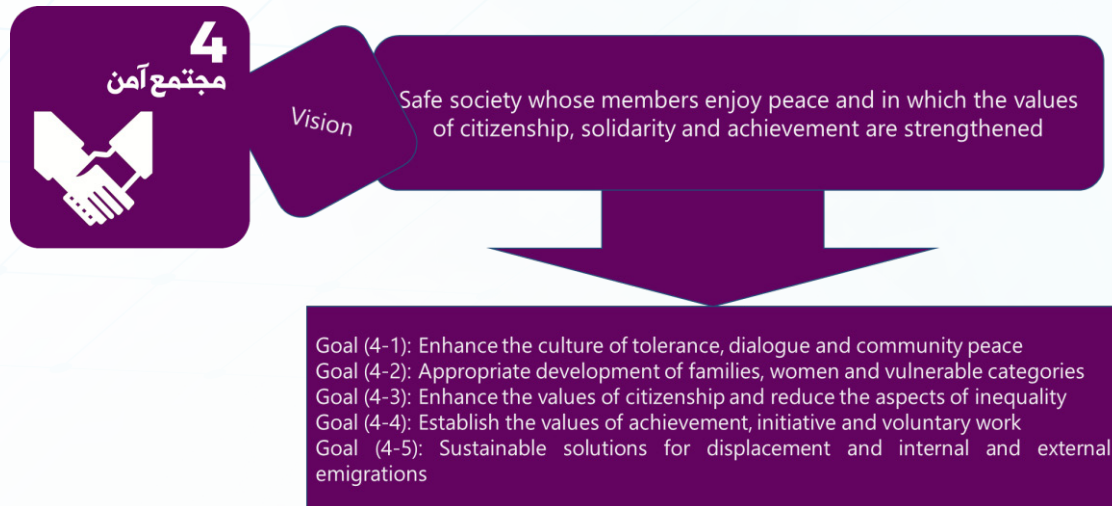 4
مجتمع آمن
Vision
Safe society whose members enjoy peace and in which the values
of citizenship, solidarity and achievement are strengthened
Goal (4-1): Enhance the culture of tolerance, dialogue and community peace
Goal (4-2): Appropriate development of families, women and vulnerable categories
Goal (4-3): Enhance the values of citizenship and reduce the aspects of inequality
Goal (4-4): Establish the values of achievement, initiative and voluntary work
Goal (4-5): Sustainable solutions for displacement and internal and external
emigrations